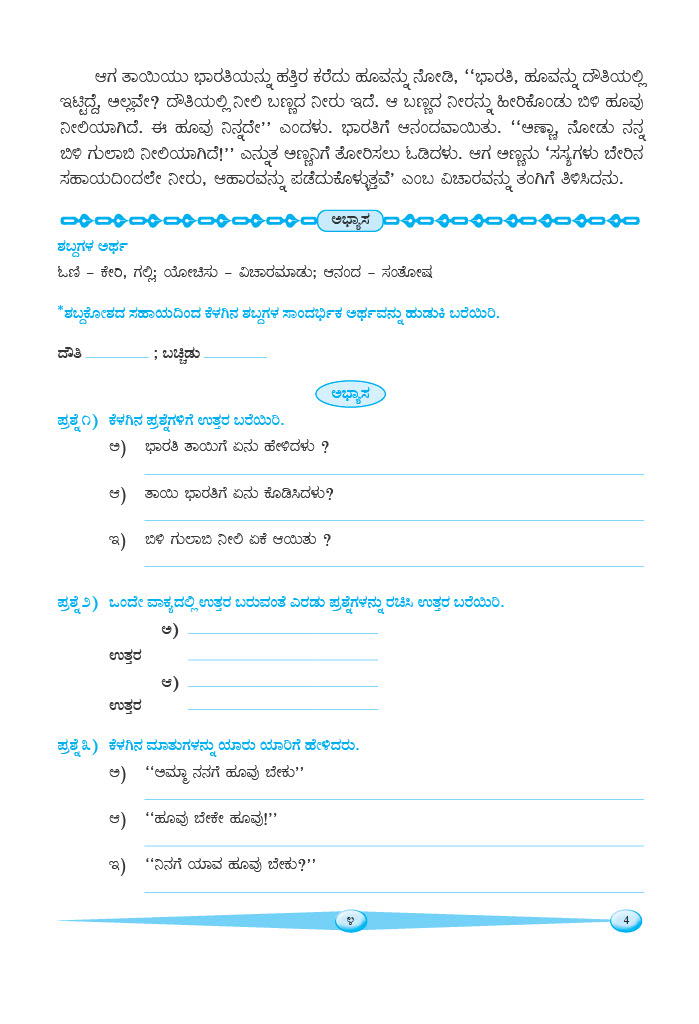 ಆಗ ತಾಯಿಯು ಭಾರತಿಯನ್ನು ಹತ್ತಿರ ಕರೆದು ಹೂವನ್ನು ನೋಡಿ, ‘‘ಭಾರತಿ, ಹೂವನ್ನು ದೌತಿಯಲ್ಲಿ
ಇಟ್ಟಿದ್ದೆ, ಅಲ್ಲವೇ? ದೌತಿಯಲ್ಲಿ ನೀಲಿ ಬಣ್ಣದ ನೀರು ಇದೆ. ಆ ಬಣ್ಣದ ನೀರನ್ನು ಹೀರಿಕೊಂಡು ಬಿಳಿ ಹೂವು
ನೀಲಿಯಾಗಿದೆ. ಈ ಹೂವು ನಿನ್ನದೇ’’ ಎಂದಳು. ಭಾರತಿಗೆ ಆನಂದವಾಯಿತು. ‘‘ಅಣ್ಣಾ, ನೋಡು ನನ್ನ
ಬಿಳಿ ಗುಲಾಬಿ ನೀಲಿಯಾಗಿದೆ!’’ ಎನ್ನುತ ಅಣ್ಣನಿಗೆ ತೋರಿಸಲು ಓಡಿದಳು. ಆಗ ಅಣ್ಣನು ‘ಸಸ್ಯಗಳು ಬೇರಿನ
ಸಹಾಯದಿಂದಲೇ ನೀರು, ಆಹಾರವನ್ನು ಪಡೆದುಕೊಳ್ಳುತ್ತವೆ’ ಎಂಬ ವಿಚಾರವನ್ನು ತಂಗಿಗೆ ತಿಳಿಸಿದನು.
ಅಭ್ಯಾಸ
ಶಬ್ದಗಳ ಅರ್ಥ
ಓಣಿ – ಕೇರಿ, ಗಲ್ಲಿ; ಯೋಚಿಸು – ವಿಚಾರಮಾಡು; ಆನಂದ – ಸಂತೋಷ
*ಶಬ್ದಕೋಶದ ಸಹಾಯದಿಂದ ಕೆಳಗಿನ ಶಬ್ದಗಳ ಸಾಂದರ್ಭಿಕ ಅರ್ಥವನ್ನು ಹುಡುಕಿ ಬರೆಯಿರಿ.
ದೌತಿ ________ ; ಬಚ್ಚಿಡು ________
ಅಭ್ಯಾಸ
ಪ್ರಶ್ನೆ ೧) ಕೆಳಗಿನ ಪ್ರಶ್ನೆಗಳಿಗೆ ಉತ್ತರ ಬರೆಯಿರಿ.
ಅ) ಭಾರತಿ ತಾಯಿಗೆ ಏನು ಹೇಳಿದಳು ?
ಆ) ತಾಯಿ ಭಾರತಿಗೆ ಏನು ಕೊಡಿಸಿದಳು?
ಇ) ಬಿಳಿ ಗುಲಾಬಿ ನೀಲಿ ಏಕೆ ಆಯಿತು ?
ಪ್ರಶ್ನೆ ೨) ಒಂದೇ ವಾಕ್ಯದಲ್ಲಿ ಉತ್ತರ ಬರುವಂತೆ ಎರಡು ಪ್ರಶ್ನೆಗಳನ್ನು ರಚಿಸಿ ಉತ್ತರ ಬರೆಯಿರಿ.
ಅ)
ಉತ್ತರ
ಆ)
ಉತ್ತರ
ಪ್ರಶ್ನೆ ೩) ಕೆಳಗಿನ ಮಾತುಗಳನ್ನು ಯಾರು ಯಾರಿಗೆ ಹೇಳಿದರು.
ಅ) ‘‘ಅಮ್ಮಾ ನನಗೆ ಹೂವು ಬೇಕು’’
ಆ) ‘‘ಹೂವು ಬೇಕೇ ಹೂವು!’’
ಇ) ‘‘ನಿನಗೆ ಯಾವ ಹೂವು ಬೇಕು?’’
೪ 4